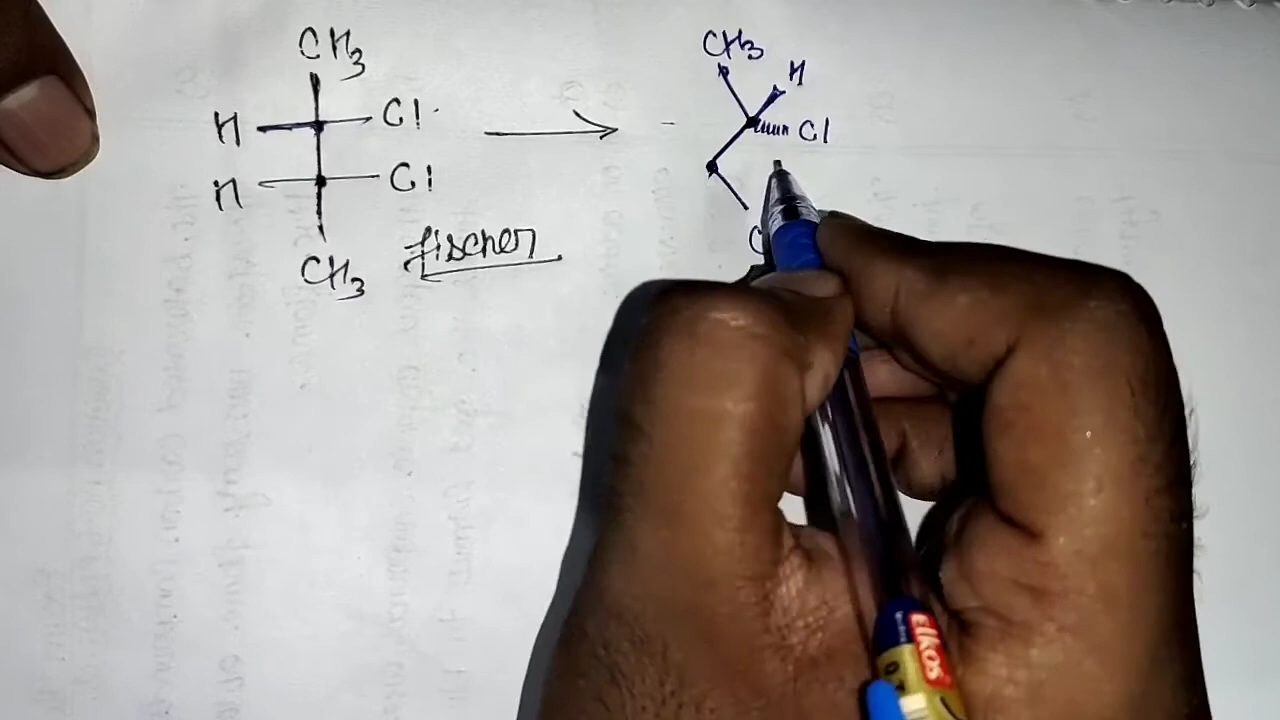 CH3
H Cl
H Cl
CH3
fischer
CH3
H
Cl
Elkos